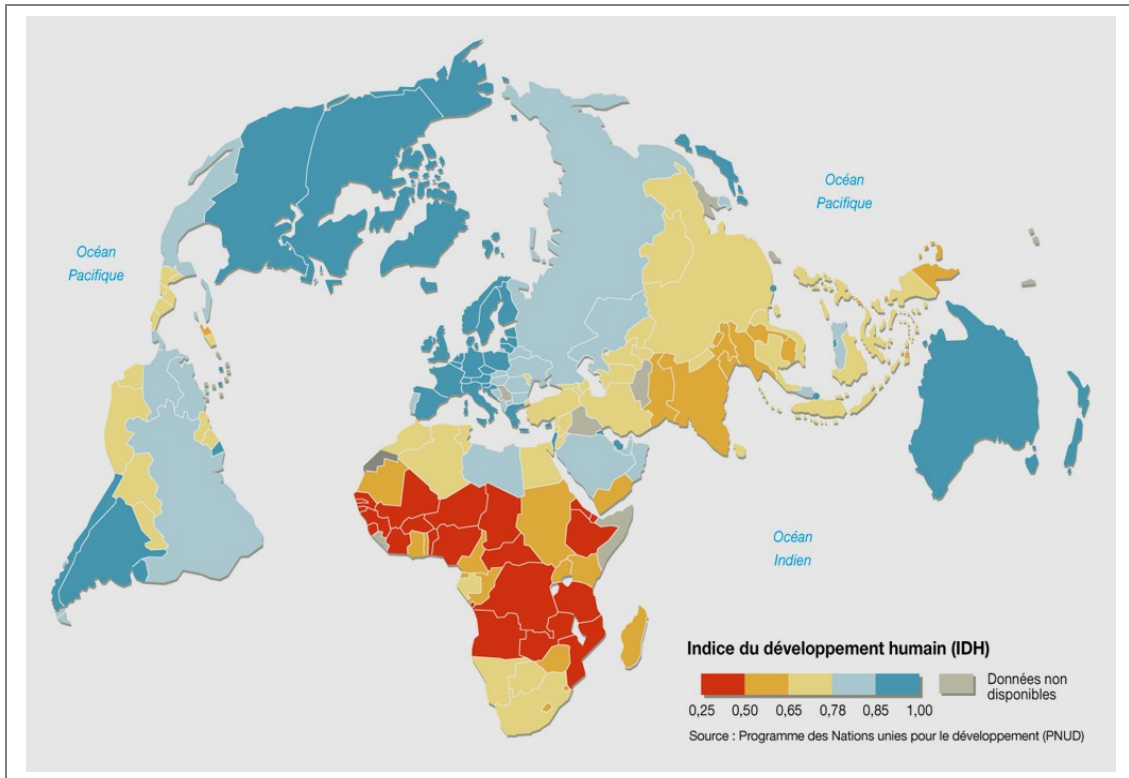 Océan
Pacifique
Océan
Pacifique
Océan
Indien
Indice du développement humain (IDH)
Données non
disponibles
0,25 0,50 0,65 0,78 0,85 1,00
Source : Programme des Nations unies pour le développement (PNUD)